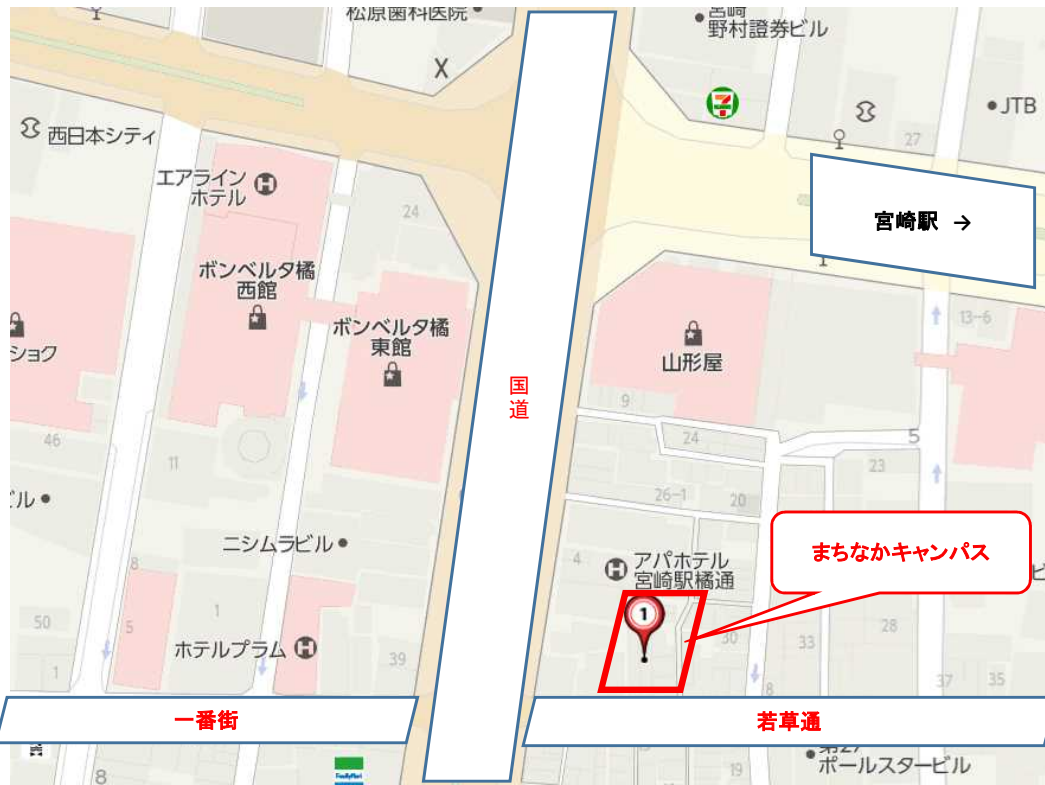 松原歯科医院
宮崎
野村證券ビル
X
7
JTB
西日本シティ
27
エアライン
ホテル
24
宮崎駅 →
ボンベルタ橘
西館
13-6
ショク
ボンベルタ橘
東館
山形屋
国
道
9
46
24
5
11
23
ビル
26-1
20
ニシムラビル
まちなかキャンパス
4
アパホテル
宮崎駅橘通
8
1
50
5
1
28
30
33
ホテルプラム
39
1
37
35
一番街
若草通
8
FamilyMart
8
19
ポールスタービル